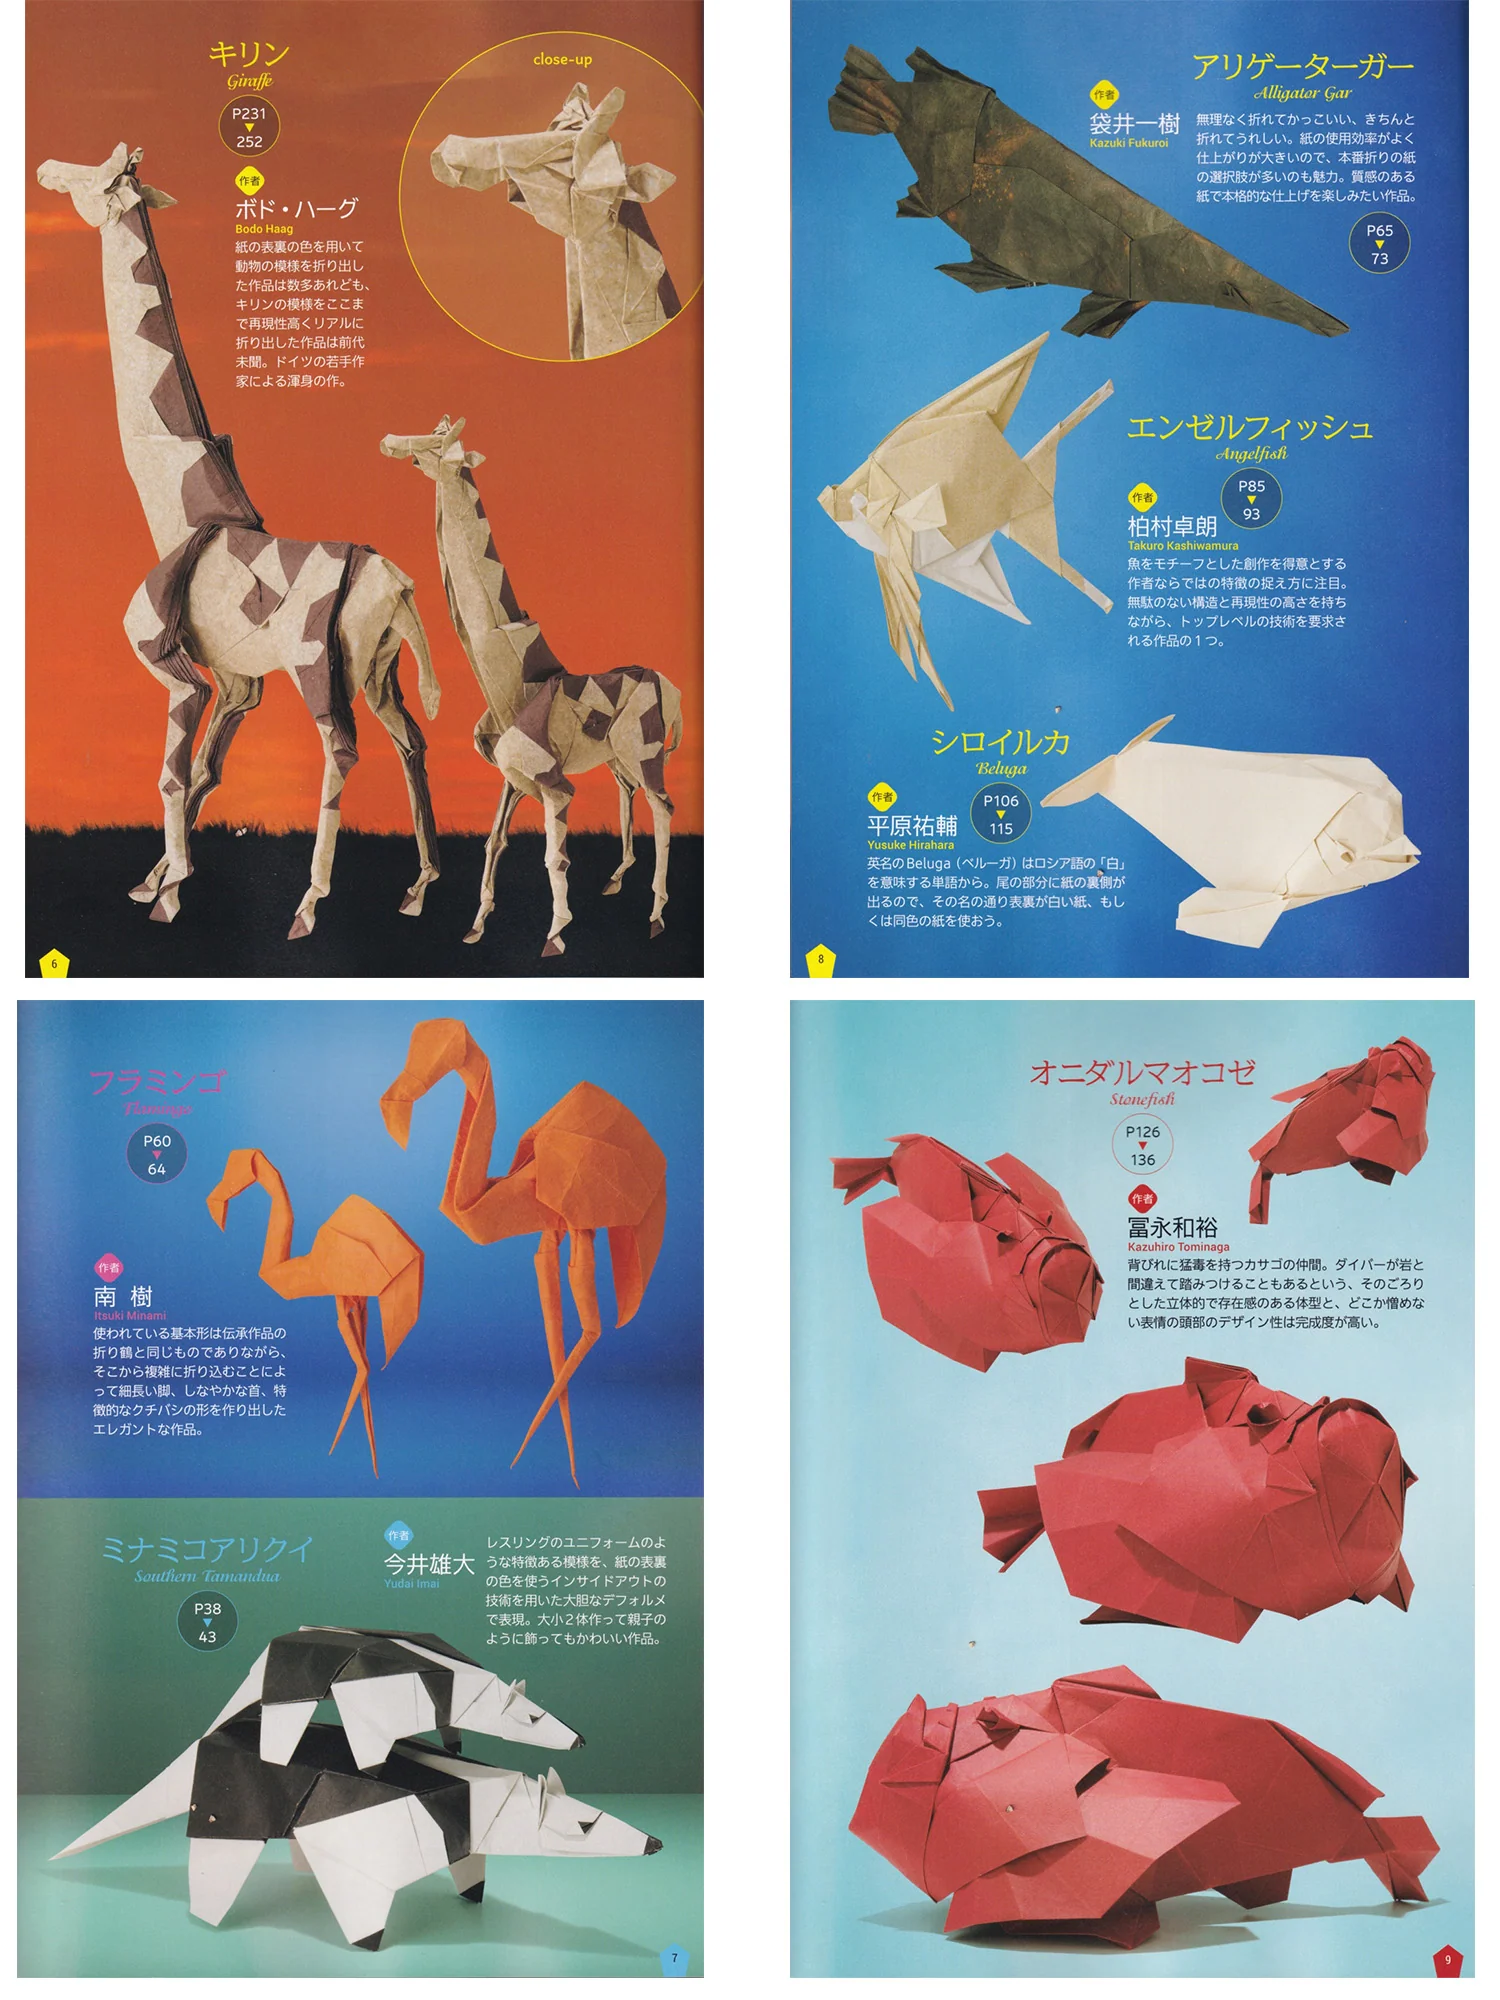 キリン
Giraffe
P231
252
作者
ボド・ハーグ
Bodo Haag
紙の表裏の色を用いて
動物の模様を折り出し
た作品は数多あれども、
キリンの模様をここま
で再現性高くリアルに
折り出した作品は前代
未聞。ドイツの若手作
家による渾身の作。
close-up
6
アリゲーターガー
Alligator Gar
作者
袋井一樹
Kazuki Fukuroi
無理なく折れてかっこいい、きちんと
折れてうれしい。紙の使用効率がよく
仕上がりが大きいので、本番折りの紙
の選択肢が多いのも魅力。質感のある
紙で本格的な仕上げを楽しみたい作品。
P65
73
エンゼルフィッシュ
Angelfish
P85
93
作者
柏村卓朗
Takuro Kashiwamura
魚をモチーフとした創作を得意とする
作者ならではの特徴の捉え方に注目。
無駄のない構造と再現性の高さを持ち
ながら、トップレベルの技術を要求さ
れる作品の1つ。
シロイルカ
Beluga
P106
115
作者
平原祐輔
Yusuke Hirahara
英名のBeluga（ベルーガ）はロシア語の「白」
を意味する単語から。尾の部分に紙の裏側が
出るので、その名の通り表裏が白い紙、もし
くは同色の紙を使おう。
8
フラミンゴ
Flamingo
P60
64
作者
南 樹
Itsuki Minami
使われている基本形は伝承作品の
折り鶴と同じものでありながら、
そこから複雑に折り込むことによ
って細長い脚、しなやかな首、特
徴的なクチバシの形を作り出した
エレガントな作品。
ミナミコアリクイ
Southern Tamandua
P38
43
作者
今井雄大
Yudai Imai
レスリングのユニフォームのよ
うな特徴ある模様を、紙の表裏
の色を使うインサイドアウトの
技術を用いた大胆なデフォルメ
で表現。大小2体作って親子の
ように飾ってもかわいい作品。
7
オニダルマオコゼ
Stonefish
P126
136
作者
冨永和裕
Kazuhiro Tominaga
背びれに猛毒を持つカサゴの仲間。ダイバーが岩と
間違えて踏みつけることもあるという、そのごろり
とした立体的で存在感のある体型と、どこか憎めな
い表情の頭部のデザイン性は完成度が高い。
9